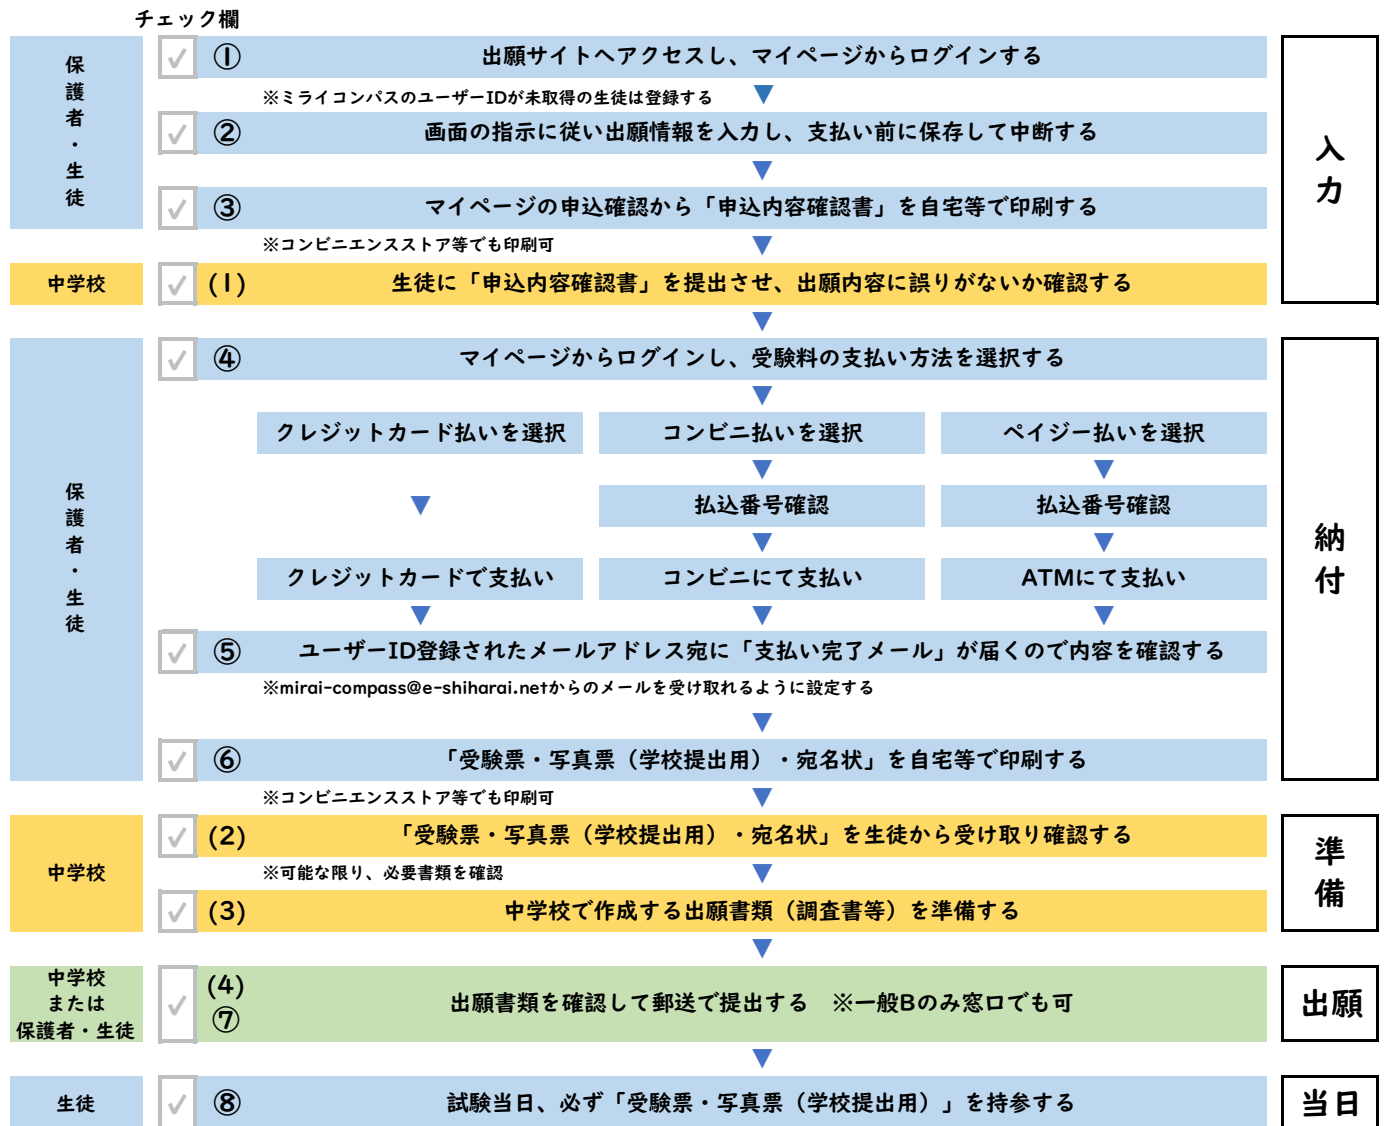 チェック欄
保護者・生徒
① 出願サイトへアクセスし、マイページからログインする
※ミライコンパスのユーザーIDが未取得の生徒は登録する
② 画面の指示に従い出願情報を入力し、支払い前に保存して中断する
③ マイページの申込確認から「申込内容確認書」を自宅等で印刷する
※コンビニエンスストア等でも印刷可
中学校
(1) 生徒に「申込内容確認書」を提出させ、出願内容に誤りがないか確認する
入力
保護者・生徒
④ マイページからログインし、受験料の支払い方法を選択する
クレジットカード払いを選択 コンビニ払いを選択 ペイジー払いを選択
払込番号確認 払込番号確認
クレジットカードで支払い コンビニにて支払い ATMにて支払い
⑤ ユーザーID登録されたメールアドレス宛に「支払い完了メール」が届くので内容を確認する
※mirai-compass@e-shiharai.netからのメールを受け取れるように設定する
⑥ 「受験票・写真票（学校提出用）・宛名状」を自宅等で印刷する
※コンビニエンスストア等でも印刷可
納付
中学校
(2) 「受験票・写真票（学校提出用）・宛名状」を生徒から受け取り確認する
※可能な限り、必要書類を確認
(3) 中学校で作成する出願書類（調査書等）を準備する
準備
中学校
または
保護者・生徒
(4)
⑦
出願書類を確認して郵送で提出する　※一般Bのみ窓口でも可
出願
生徒
⑧ 試験当日、必ず「受験票・写真票（学校提出用）」を持参する
当日